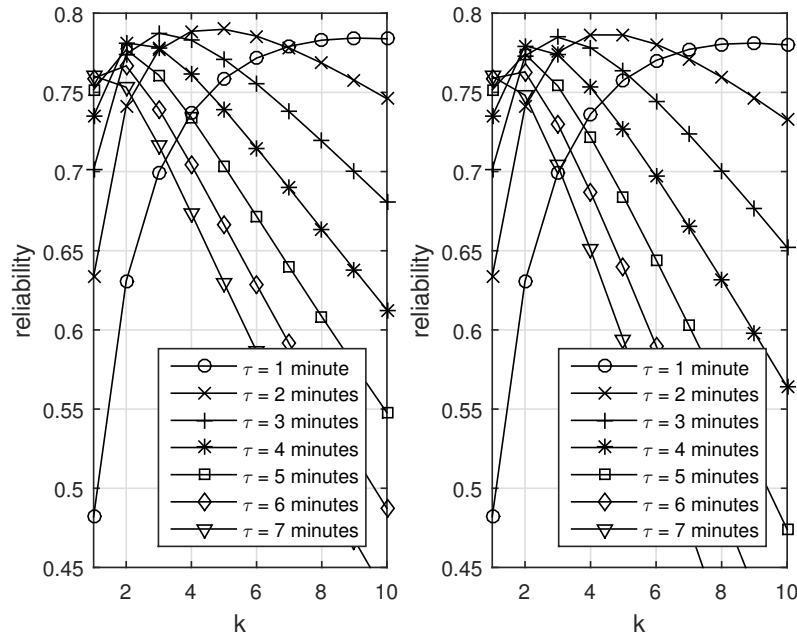 0.8
0.75
0.7
0.65
0.6
0.55
0.5
0.45
reliability
2
4
6
8
10
k
τ = 1 minute
τ = 2 minutes
τ = 3 minutes
τ = 4 minutes
τ = 5 minutes
τ = 6 minutes
τ = 7 minutes
0.8
0.75
0.7
0.65
0.6
0.55
0.5
0.45
reliability
2
4
6
8
10
k
τ = 1 minute
τ = 2 minutes
τ = 3 minutes
τ = 4 minutes
τ = 5 minutes
τ = 6 minutes
τ = 7 minutes